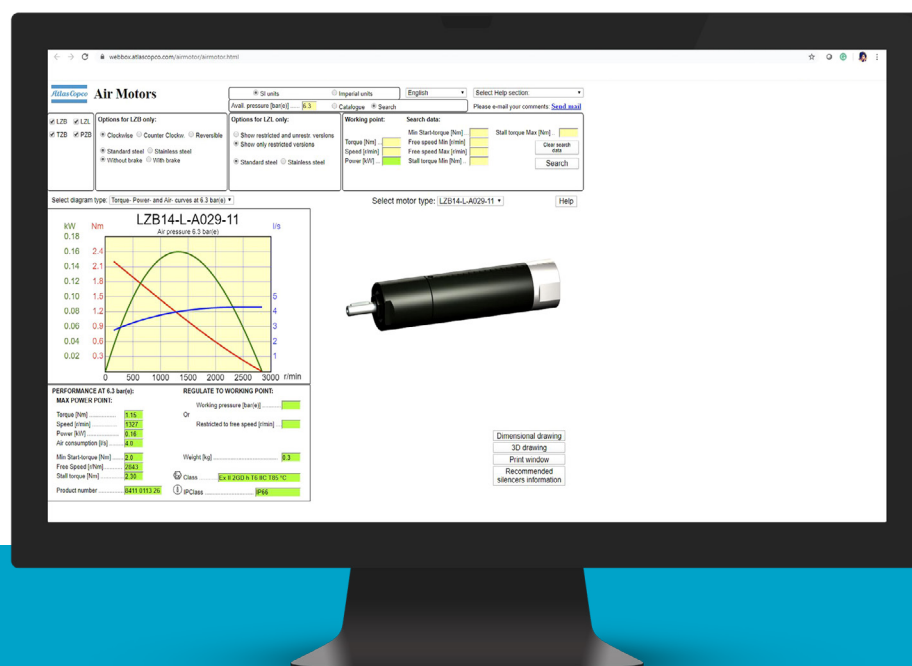 webbox.atlascopco.com/airmotor/airmotor.html
Atlas Copco Air Motors
SI units Imperial units English Select Help section:
Avail. pressure [bar(e)] ..... 6.3 Catalogue Search Please e-mail your comments: Send mail
LZB LZL
TZB PZB
Options for LZB only:
Clockwise Counter Clockw. Reversible
Standard steel Stainless steel
Without brake With brake
Options for LZL only:
Show restricted and unrestr. versions
Show only restricted versions
Standard steel Stainless steel
Working point:
Torque [Nm] ...
Speed [r/min]
Power [kW] ...
Search data:
Min Start-torque [Nm] ..
Free speed Min [r/min]
Free speed Max [r/min]
Stall torque Min [Nm] ..
Stall torque Max [Nm] ..
Clear search
data
Search
Select diagram type: Torque- Power- and Air- curves at 6.3 bar(e)
Select motor type: LZB14-L-A029-11 Help
LZB14-L-A029-11
Air pressure 6.3 bar(e)
kW Nm l/s
0.18
0.16 2.4
0.14 2.1
0.12 1.8
0.10 1.5 5
0.08 1.2 4
0.06 0.9 3
0.04 0.6 2
0.02 0.3 1
0 500 1000 1500 2000 2500 3000 r/min
PERFORMANCE AT 6.3 bar(e):
MAX POWER POINT:
Torque [Nm] ............... 1.15
Speed [r/min] ............... 1327
Power [kW] ............... 0.16
Air consumption [l/s] ........ 4.0
Min Start-torque [Nm] ...... 2.0
Free Speed [r/Nm] ........ 2843
Stall torque [Nm] ............ 2.30
Product number ............ 8411 0113 26
REGULATE TO WORKING POINT:
Working pressure [bar(e)] ........
Or
Restricted to free speed [r/min] ...
Weight [kg] ........................ 0.3
Ex Class ........ Ex II 2GD h T6 IIC T85 °C
IPClass .................. IP66
Dimensional drawing
3D drawing
Print window
Recommended
silencers information